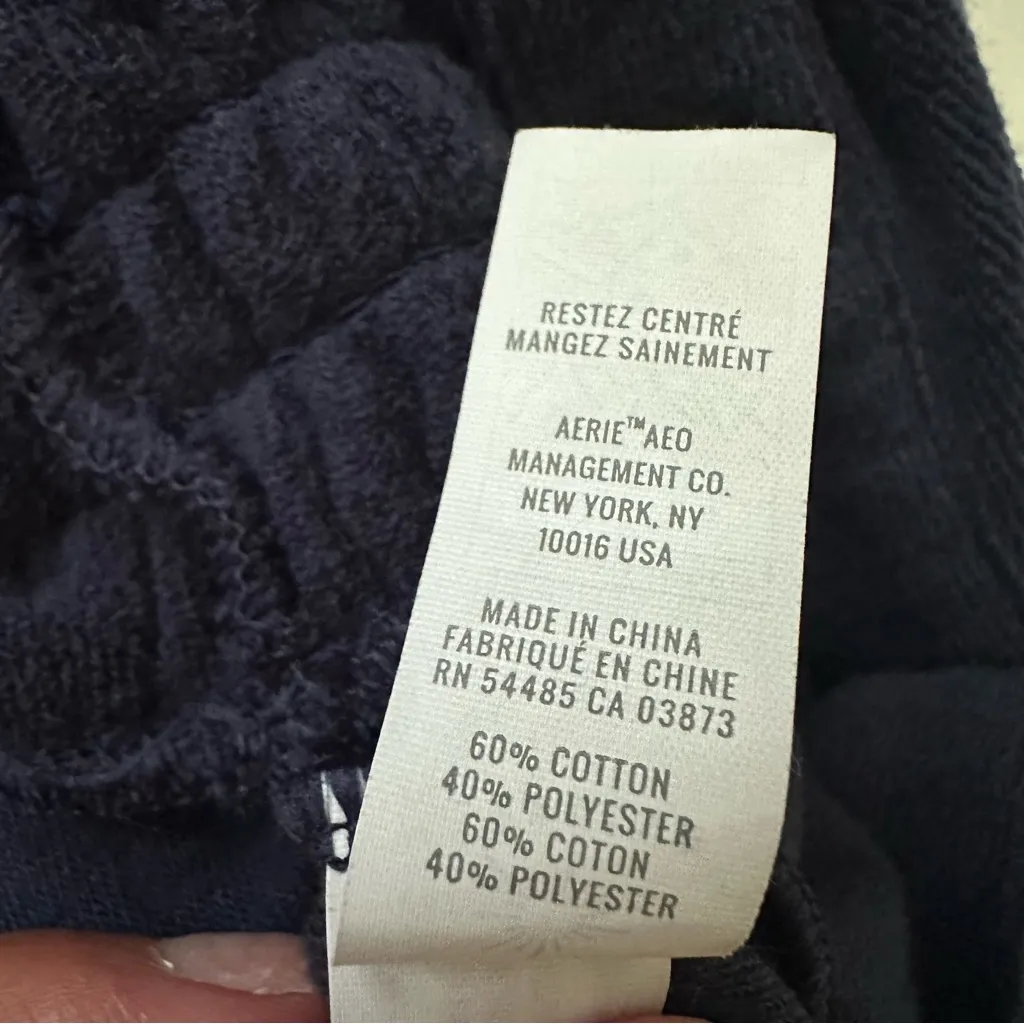 RESTEZ CENTRÉ
MANGEZ SAINEMENT
AERIE™AEO
MANAGEMENT CO.
NEW YORK, NY
10016 USA
MADE IN CHINA
FABRIQUÉ EN CHINE
RN 54485 CA 03873
60% COTTON
40% POLYESTER
60% COTON
40% POLYESTER